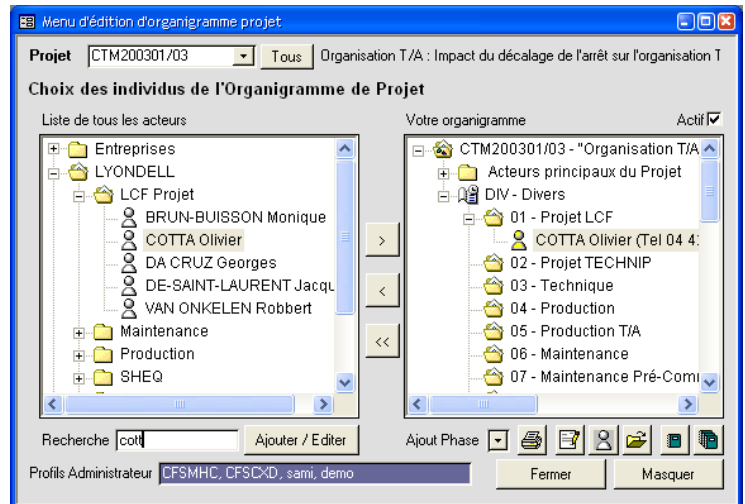 Menu d'édition d'organigramme projet
Projet CTM200301/03 Tous Organisation T/A : Impact du décalage de l'arrêt sur l'organisation T
Choix des individus de l'Organigramme de Projet
Liste de tous les acteurs
Entreprises
LYONDELL
LCF Projet
BRUN-BUISSON Monique
COTTA Olivier
DA CRUZ Georges
DE-SAINT-LAURENT Jacqu
VAN ONKELEN Robbert
Maintenance
Production
SHEQ
>
<
<<
Votre organigramme Actif
CTM200301/03 - "Organisation T/A
Acteurs principaux du Projet
DIV - Divers
01 - Projet LCF
COTTA Olivier (Tel 04 4
02 - Projet TECHNIP
03 - Technique
04 - Production
05 - Production T/A
06 - Maintenance
07 - Maintenance Pré-Com
Recherche cott Ajouter / Editer Ajout Phase
Profils Administrateur CFSMHC, CFSCXD, sami, demo Fermer Masquer